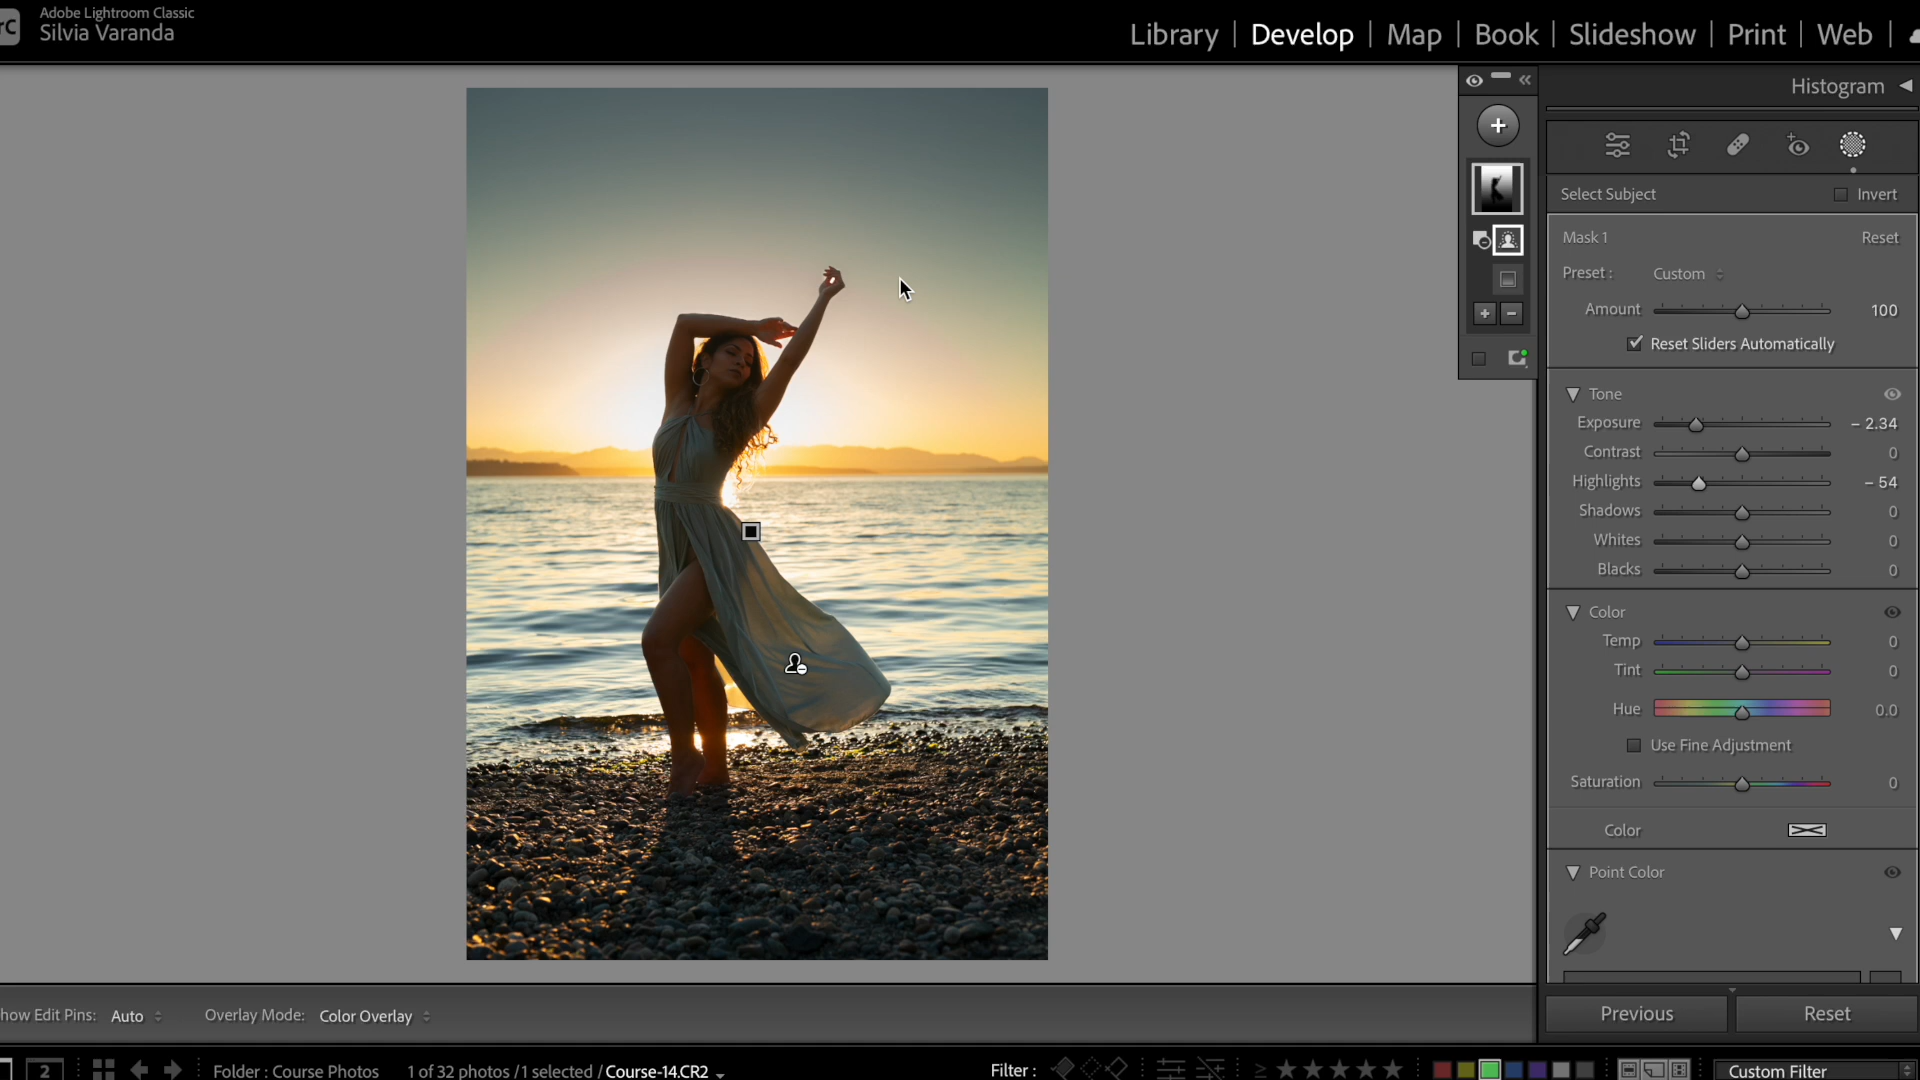 rC
Adobe Lightroom Classic
Silvia Varanda
Library | Develop | Map | Book | Slideshow | Print | Web |
Histogram
Select Subject
Invert
Mask 1
Reset
Preset :
Custom
Amount
100
Reset Sliders Automatically
Tone
Exposure
– 2.34
Contrast
0
Highlights
– 54
Shadows
0
Whites
0
Blacks
0
Color
Temp
0
Tint
0
Hue
0.0
Use Fine Adjustment
Saturation
0
Color
Point Color
how Edit Pins: Auto
Overlay Mode: Color Overlay
Previous
Reset
2
Folder : Course Photos
1 of 32 photos / 1 selected / Course-14.CR2
Filter :
≥
Custom Filter